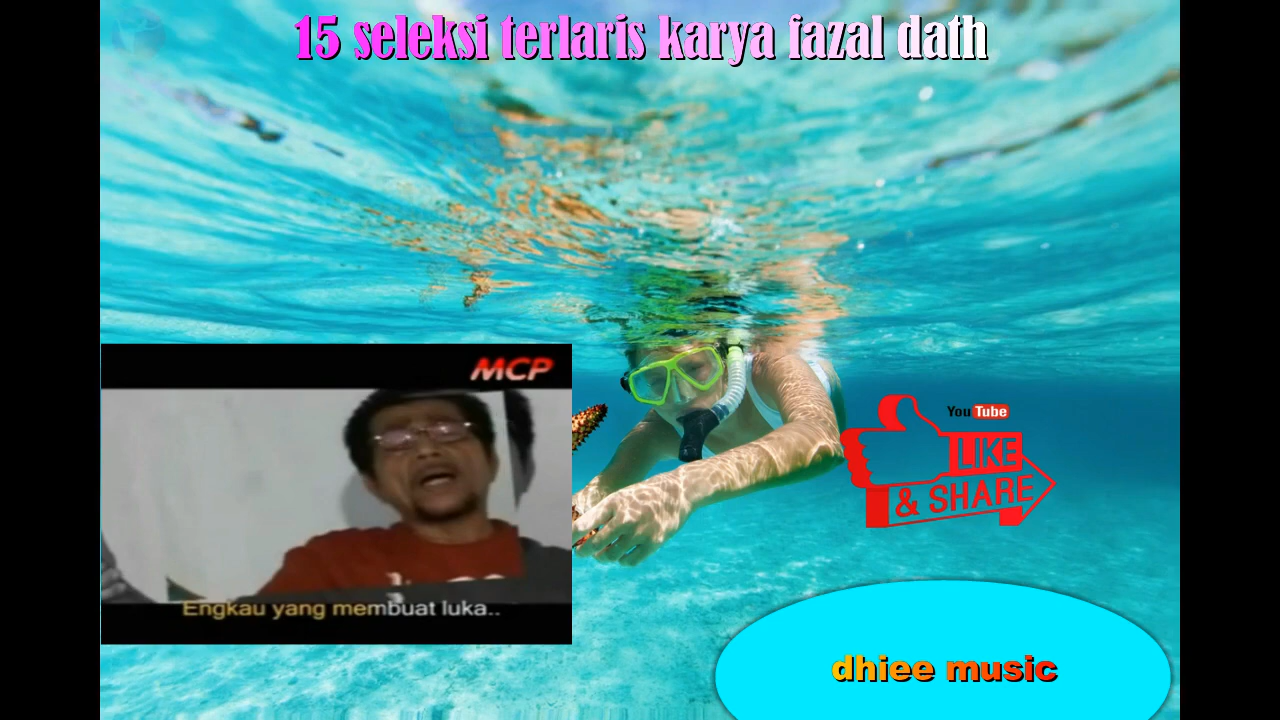 15 seleksi terlaris karya fazal dath
MCP
Engkau yang membuat luka..
You Tube
LIKE
& SHARE
dhiee music